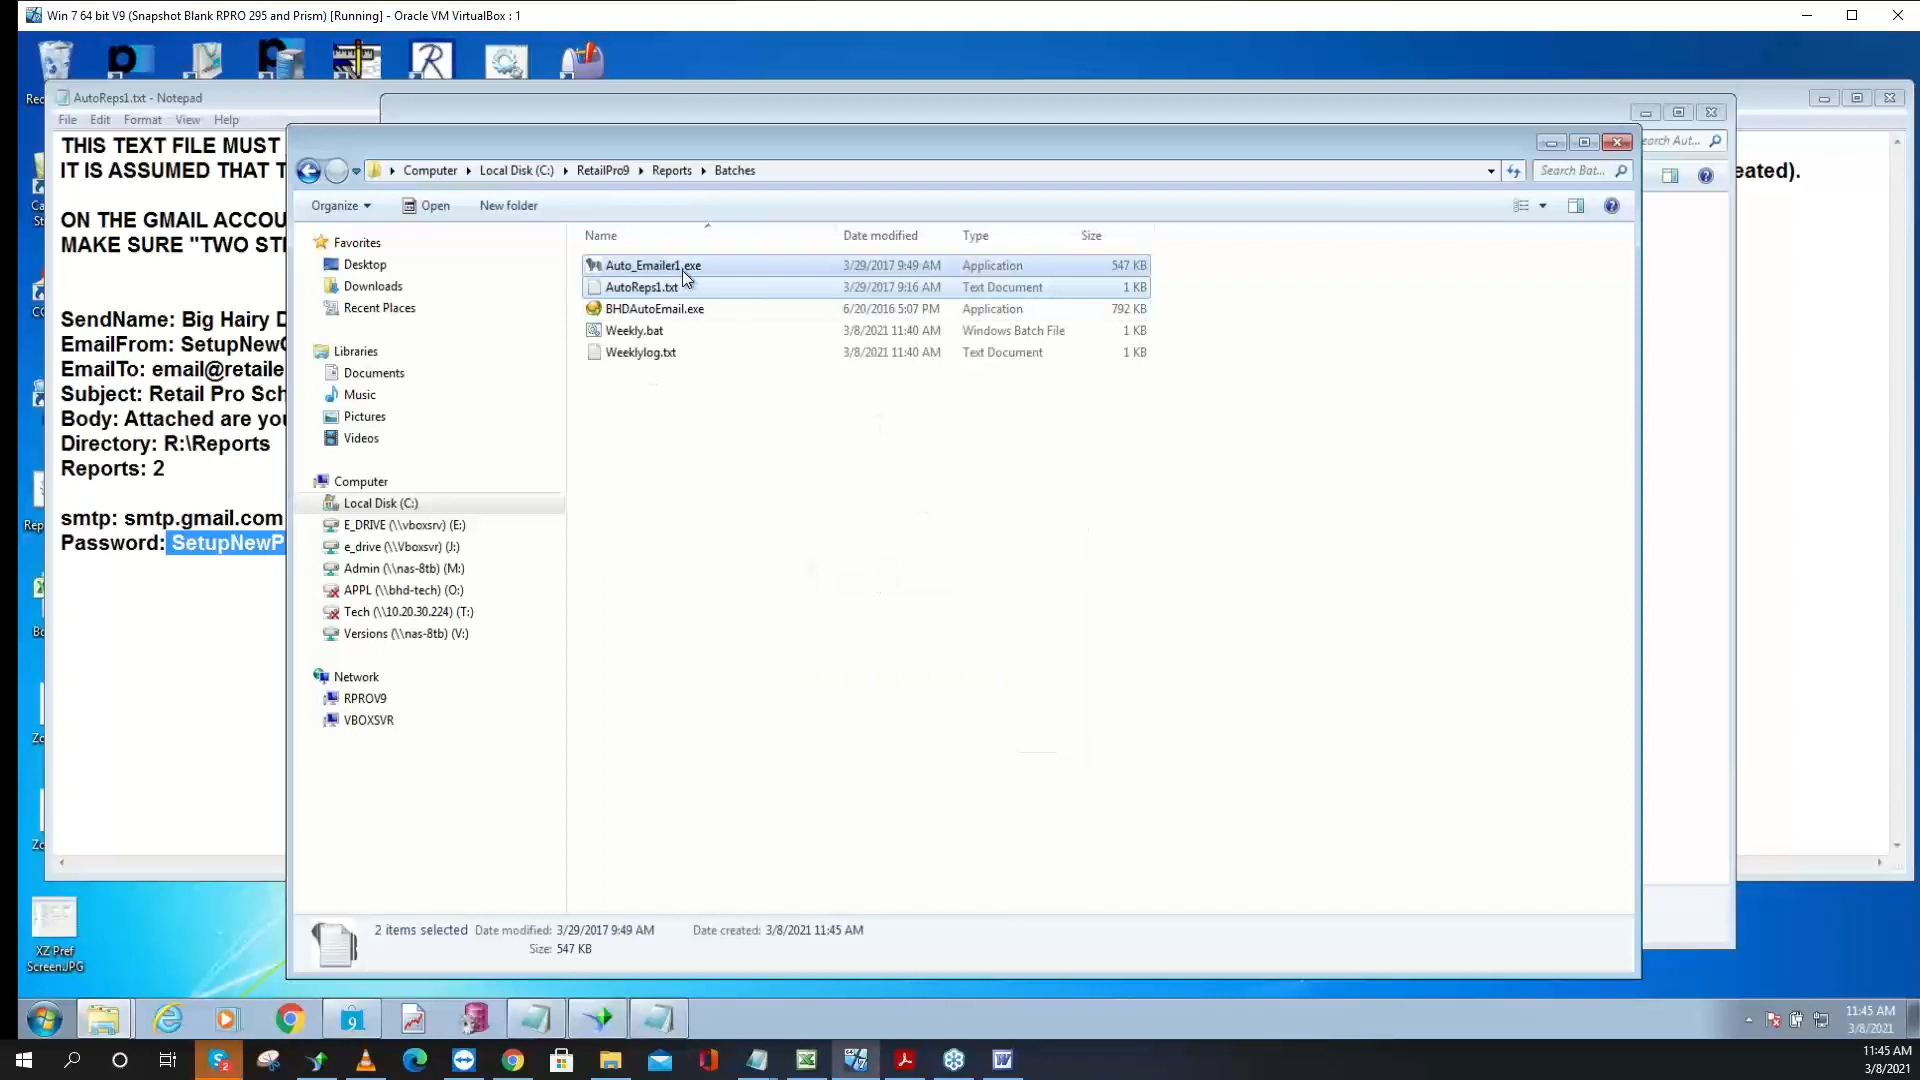 Win 7 64 bit V9 (Snapshot Blank RPRO 295 and Prism) [Running] - Oracle VM VirtualBox : 1
AutoReps1.txt - Notepad
File Edit Format View Help
THIS TEXT FILE MUST
IT IS ASSUMED THAT T
eated).
ON THE GMAIL ACCOU
MAKE SURE "TWO ST
SendName: Big Hairy D
EmailFrom: SetupNew
EmailTo: email@retaile
Subject: Retail Pro Sch
Body: Attached are you
Directory: R:\Reports
Reports: 2
smtp: smtp.gmail.com
Password: SetupNewP
earch Aut...
Computer Local Disk (C:) RetailPro9 Reports Batches
Search Bat...
Organize Open New folder
Favorites
Desktop
Downloads
Recent Places
Libraries
Documents
Music
Pictures
Videos
Computer
Local Disk (C:)
E_DRIVE (\\vboxsrv) (E:)
e_drive (\\Vboxsvr) (J:)
Admin (\\nas-8tb) (M:)
APPL (\\bhd-tech) (O:)
Tech (\\10.20.30.224) (T:)
Versions (\\nas-8tb) (V:)
Network
RPROV9
VBOXSVR
Name Date modified Type Size
Auto_Emailer1.exe 3/29/2017 9:49 AM Application 547 KB
AutoReps1.txt 3/29/2017 9:16 AM Text Document 1 KB
BHDAutoEmail.exe 6/20/2016 5:07 PM Application 792 KB
Weekly.bat 3/8/2021 11:40 AM Windows Batch File 1 KB
Weeklylog.txt 3/8/2021 11:40 AM Text Document 1 KB
2 items selected Date modified: 3/29/2017 9:49 AM Date created: 3/8/2021 11:45 AM
Size: 547 KB
XZ Pref
ScreenJPG
11:45 AM
3/8/2021
11:45 AM
3/8/2021